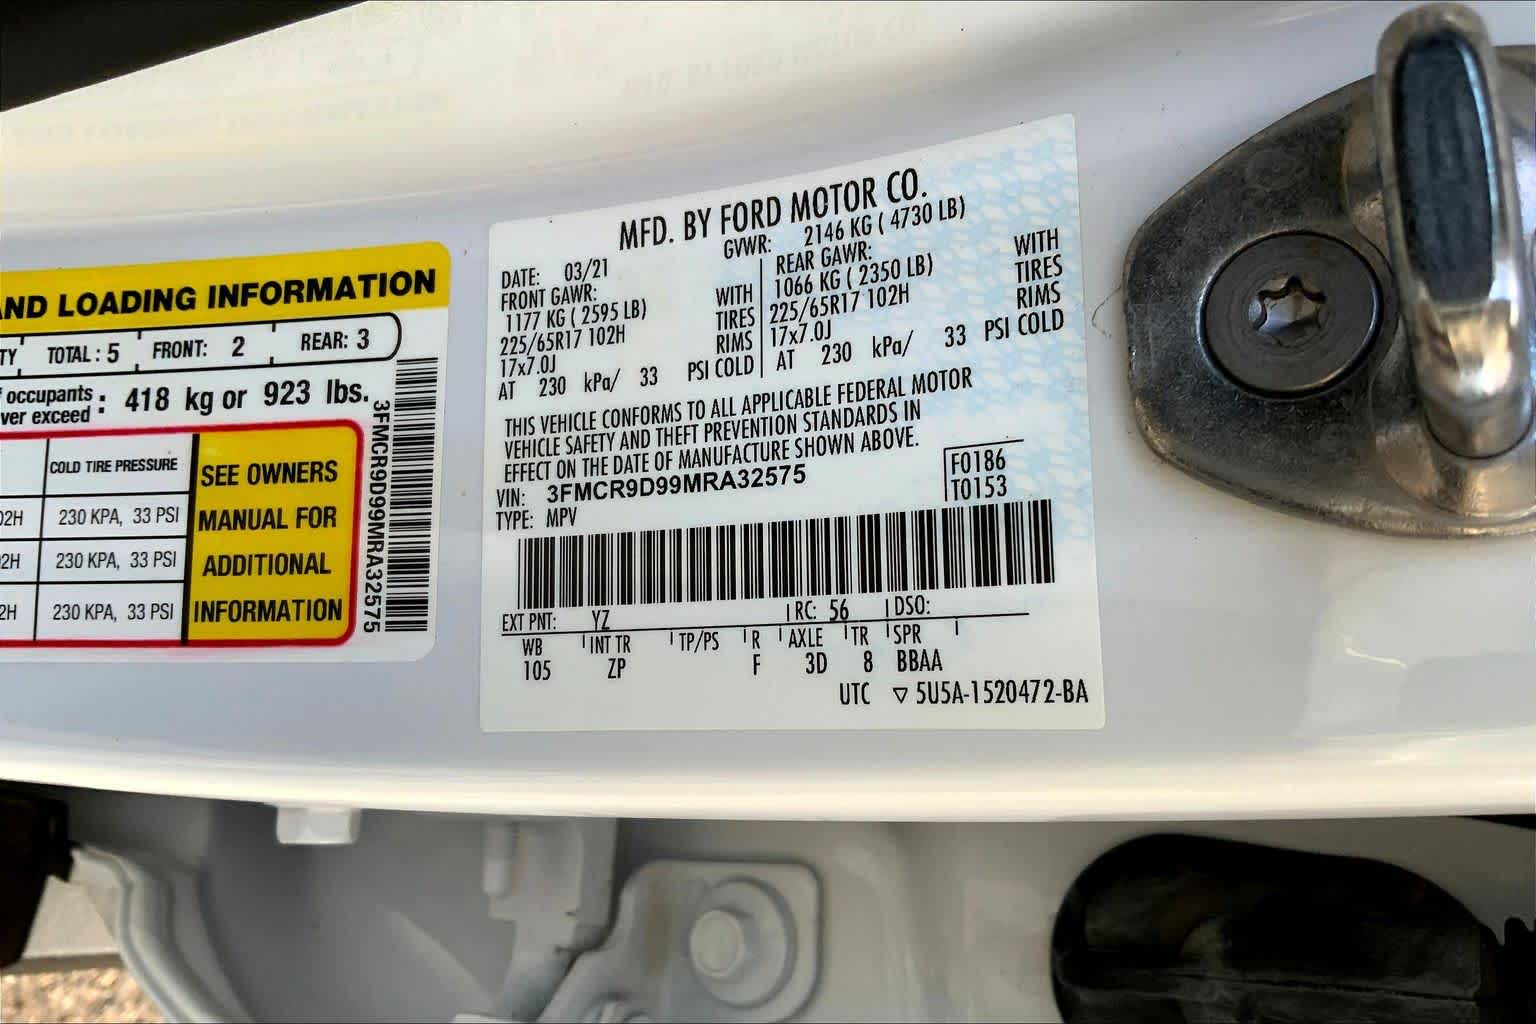 AND LOADING INFORMATION
TOTAL: 5 FRONT: 2 REAR: 3
occupants
exceed : 418 kg or 923 lbs.
COLD TIRE PRESSURE
230 KPA, 33 PSI
230 KPA, 33 PSI
230 KPA, 33 PSI
SEE OWNERS
MANUAL FOR
ADDITIONAL
INFORMATION
3FMCR9D99MRA32575
MFD. BY FORD MOTOR CO.
DATE: 03/21 GVWR: 2146 KG ( 4730 LB)
FRONT GAWR: REAR GAWR:
1177 KG ( 2595 LB) WITH 1066 KG ( 2350 LB) WITH
225/65R17 102H TIRES 225/65R17 102H TIRES
17x7.0J RIMS 17x7.0J RIMS
AT 230 kPa/ 33 PSI COLD AT 230 kPa/ 33 PSI COLD
THIS VEHICLE CONFORMS TO ALL APPLICABLE FEDERAL MOTOR
VEHICLE SAFETY AND THEFT PREVENTION STANDARDS IN
EFFECT ON THE DATE OF MANUFACTURE SHOWN ABOVE.
VIN: 3FMCR9D99MRA32575 F0186
TYPE: MPV T0153
EXT PNT: YZ RC: 56 DSO:
WB INT TR TP/PS R AXLE TR SPR
105 ZP F 3D 8 BBAA
UTC ▽ 5U5A-1520472-BA